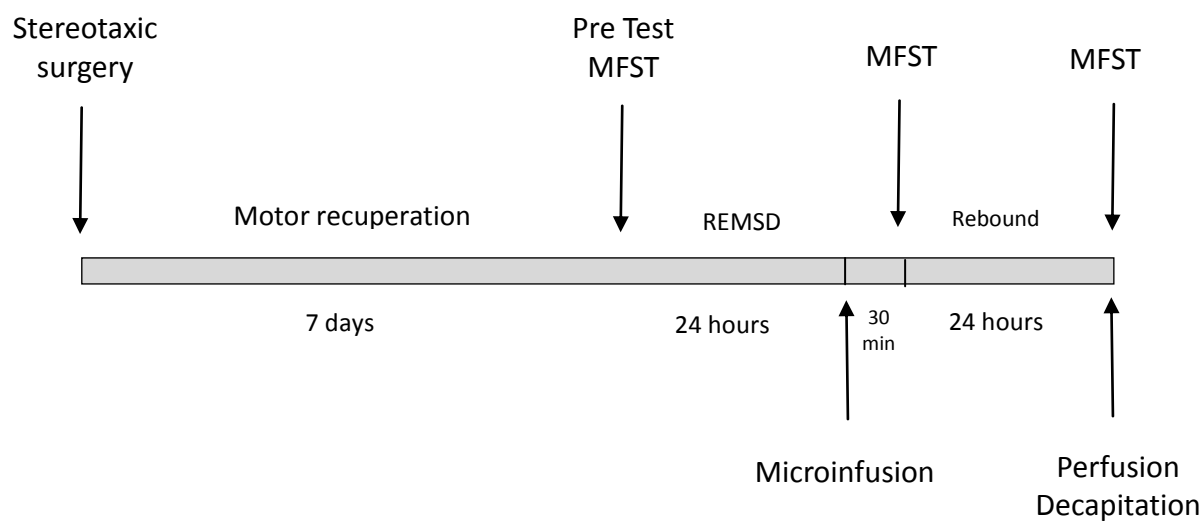 Stereotaxic
surgery
Pre Test
MFST
MFST
MFST
Motor recuperation
REMSD
Rebound
7 days
24 hours
30
min
24 hours
Microinfusion
Perfusion
Decapitation